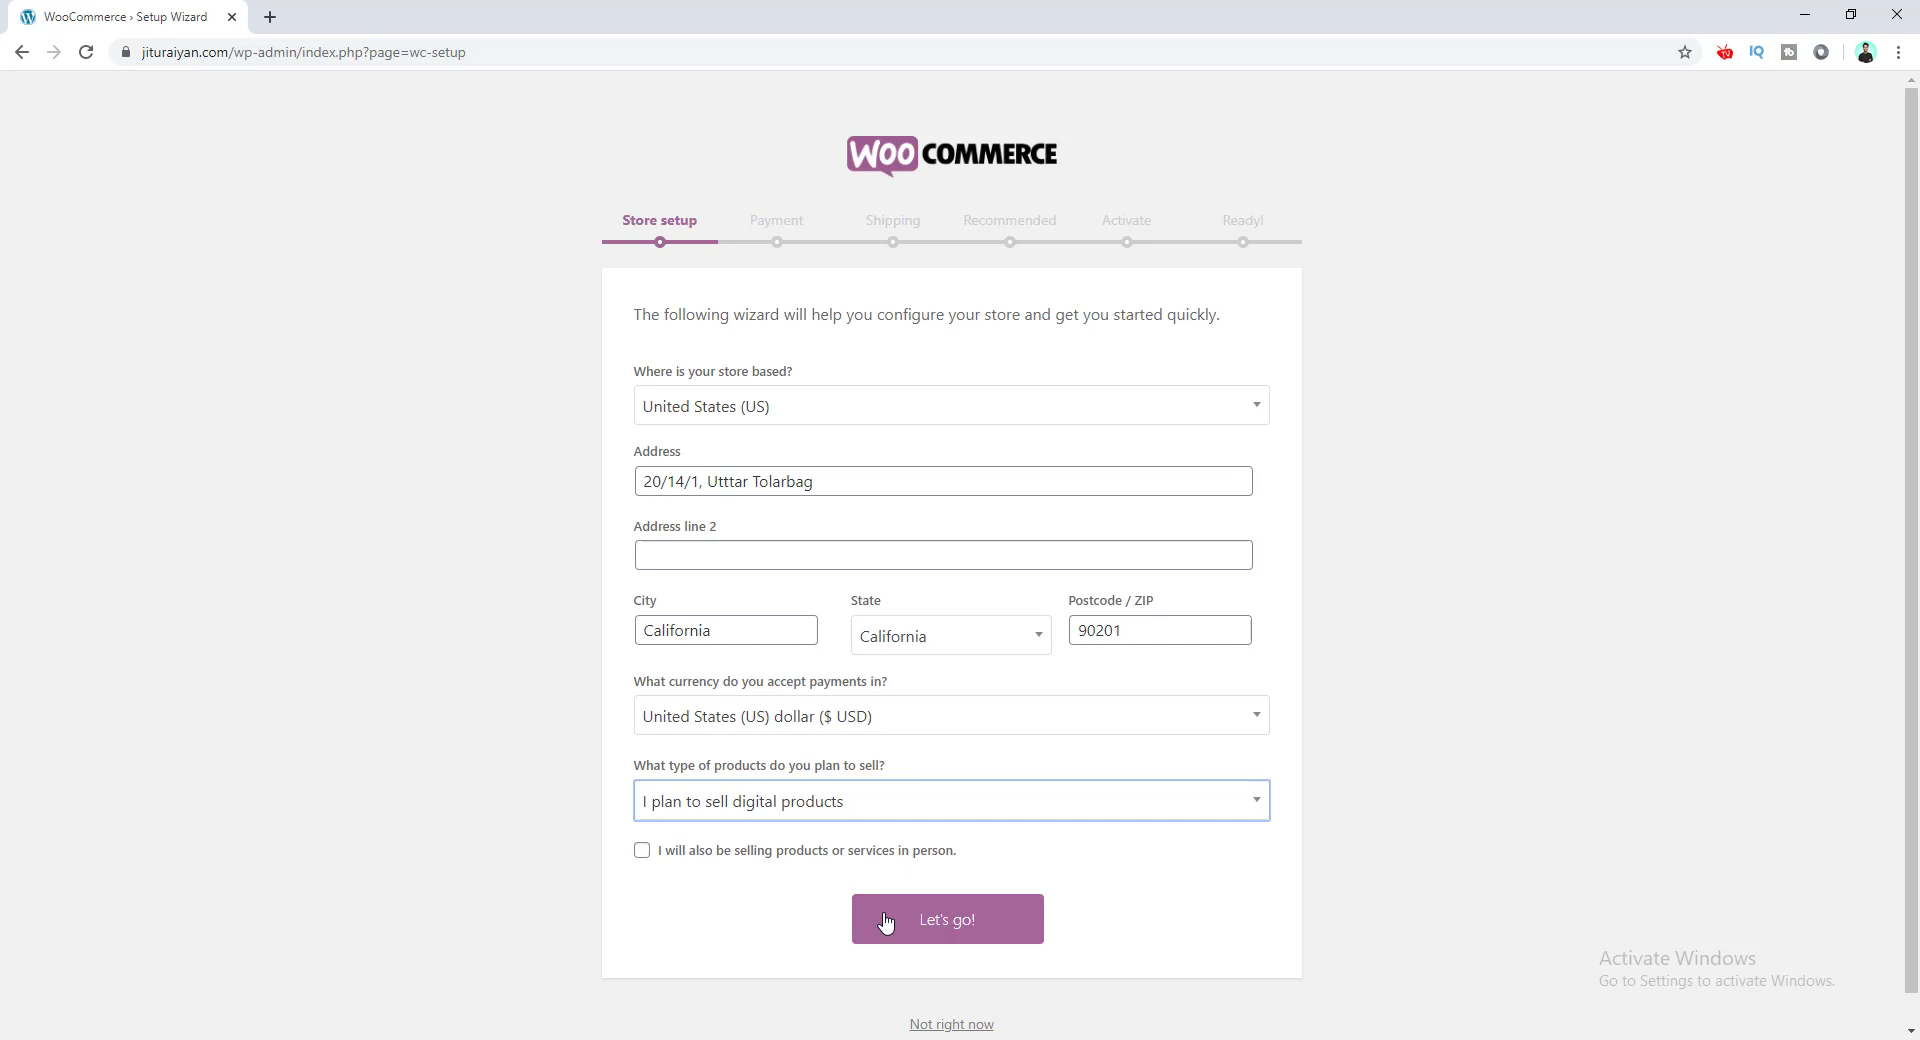 WooCommerce › Setup Wizard
jituraiyan.com/wp-admin/index.php?page=wc-setup
IQ
tb
WOO COMMERCE
Store setup Payment Shipping Recommended Activate Ready!
The following wizard will help you configure your store and get you started quickly.
Where is your store based?
United States (US)
Address
20/14/1, Utttar Tolarbag
Address line 2
City State Postcode / ZIP
California California 90201
What currency do you accept payments in?
United States (US) dollar ($ USD)
What type of products do you plan to sell?
I plan to sell digital products
I will also be selling products or services in person.
Let's go!
Activate Windows
Go to Settings to activate Windows.
Not right now